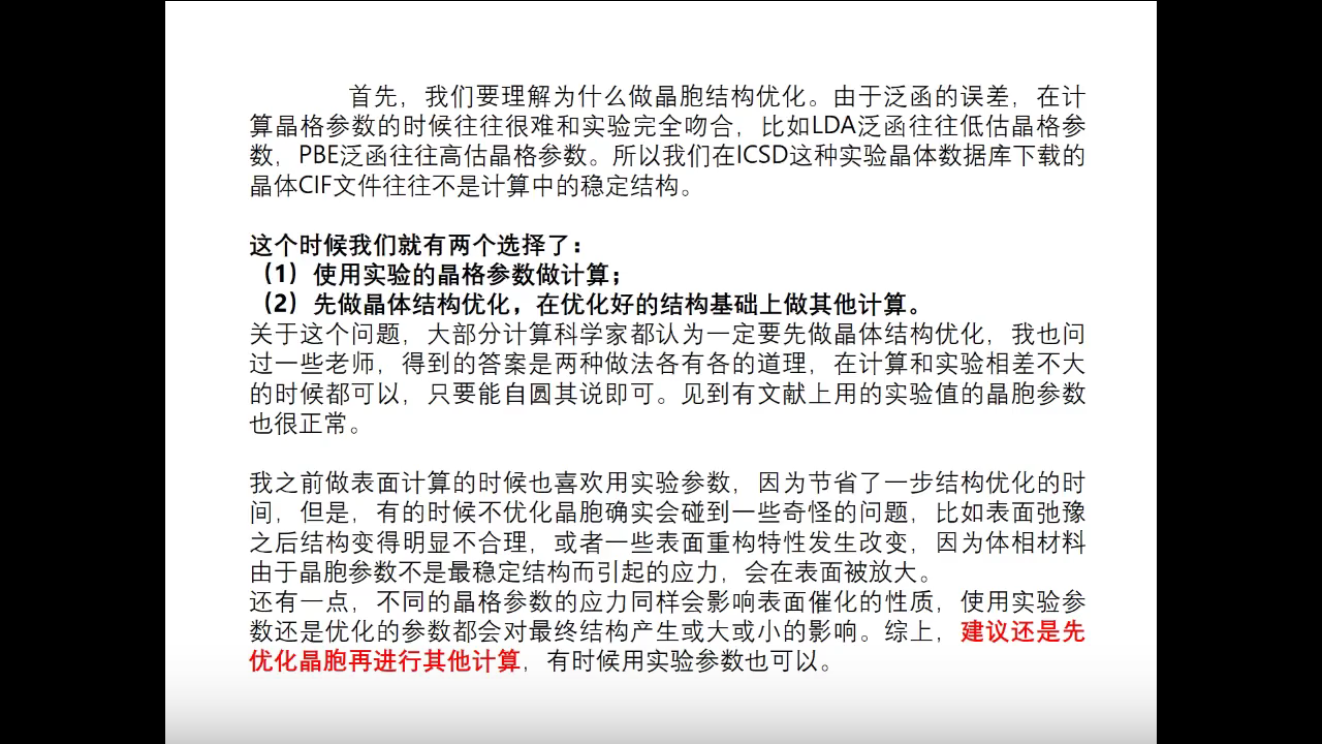 首先，我们要理解为什么做晶胞结构优化。由于泛函的误差，在计
算晶格参数的时候往往很难和实验完全吻合，比如LDA泛函往往低估晶格参
数，PBE泛函往往高估晶格参数。所以我们在ICSD这种实验晶体数据库下载的
晶体CIF文件往往不是计算中的稳定结构。
这个时候我们就有两个选择了：
（1）使用实验的晶格参数做计算；
（2）先做晶体结构优化，在优化好的结构基础上做其他计算。
关于这个问题，大部分计算科学家都认为一定要先做晶体结构优化，我也问
过一些老师，得到的答案是两种做法各有各的道理，在计算和实验相差不大
的时候都可以，只要能自圆其说即可。见到有文献上用的实验值的晶胞参数
也很正常。
我之前做表面计算的时候也喜欢用实验参数，因为节省了一步结构优化的时
间，但是，有的时候不优化晶胞确实会碰到一些奇怪的问题，比如表面弛豫
之后结构变得明显不合理，或者一些表面重构特性发生改变，因为体相材料
由于晶胞参数不是最稳定结构而引起的应力，会在表面被放大。
还有一点，不同的晶格参数的应力同样会影响表面催化的性质，使用实验参
数还是优化的参数都会对最终结构产生或大或小的影响。综上，建议还是先
优化晶胞再进行其他计算，有时候用实验参数也可以。